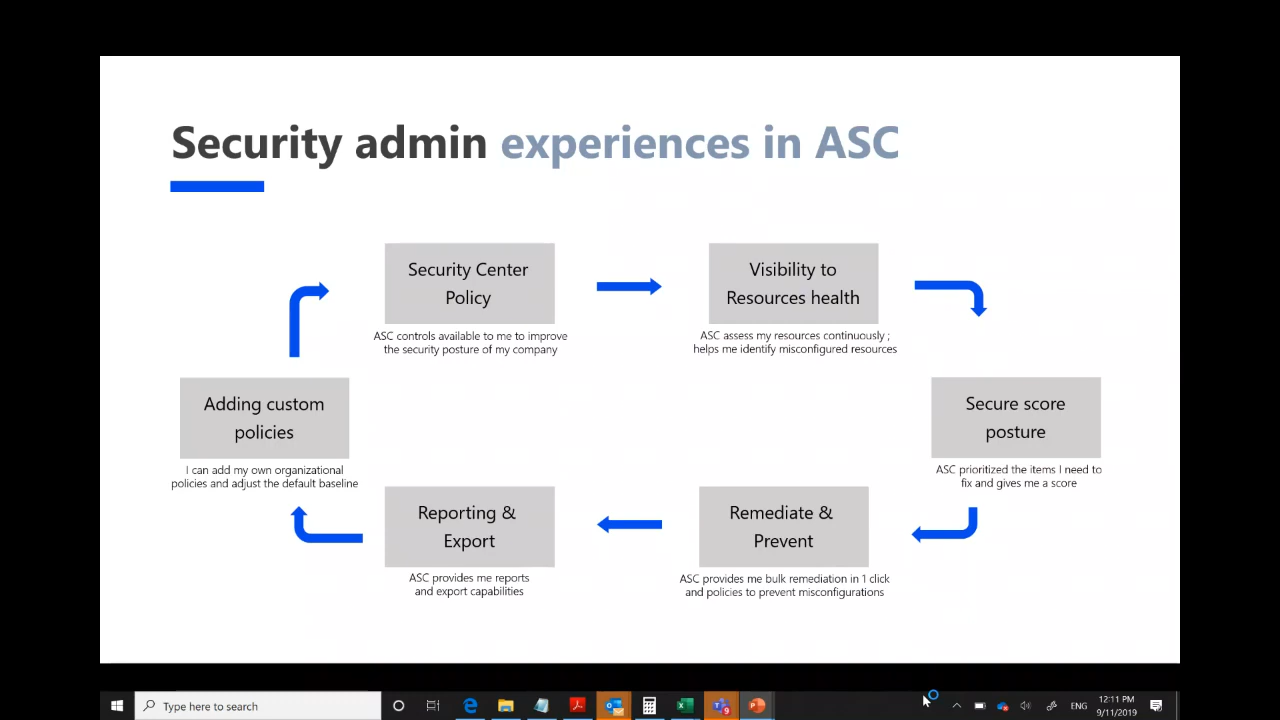 Security admin experiences in ASC
Security Center
Policy
ASC controls available to me to improve
the security posture of my company
Visibility to
Resources health
ASC assess my resources continuously ;
helps me identify misconfigured resources
Secure score
posture
ASC prioritized the items I need to
fix and gives me a score
Remediate &
Prevent
ASC provides me bulk remediation in 1 click
and policies to prevent misconfigurations
Reporting &
Export
ASC provides me reports
and export capabilities
Adding custom
policies
I can add my own organizational
policies and adjust the default baseline
Type here to search
9
ENG
12:11 PM
9/11/2019